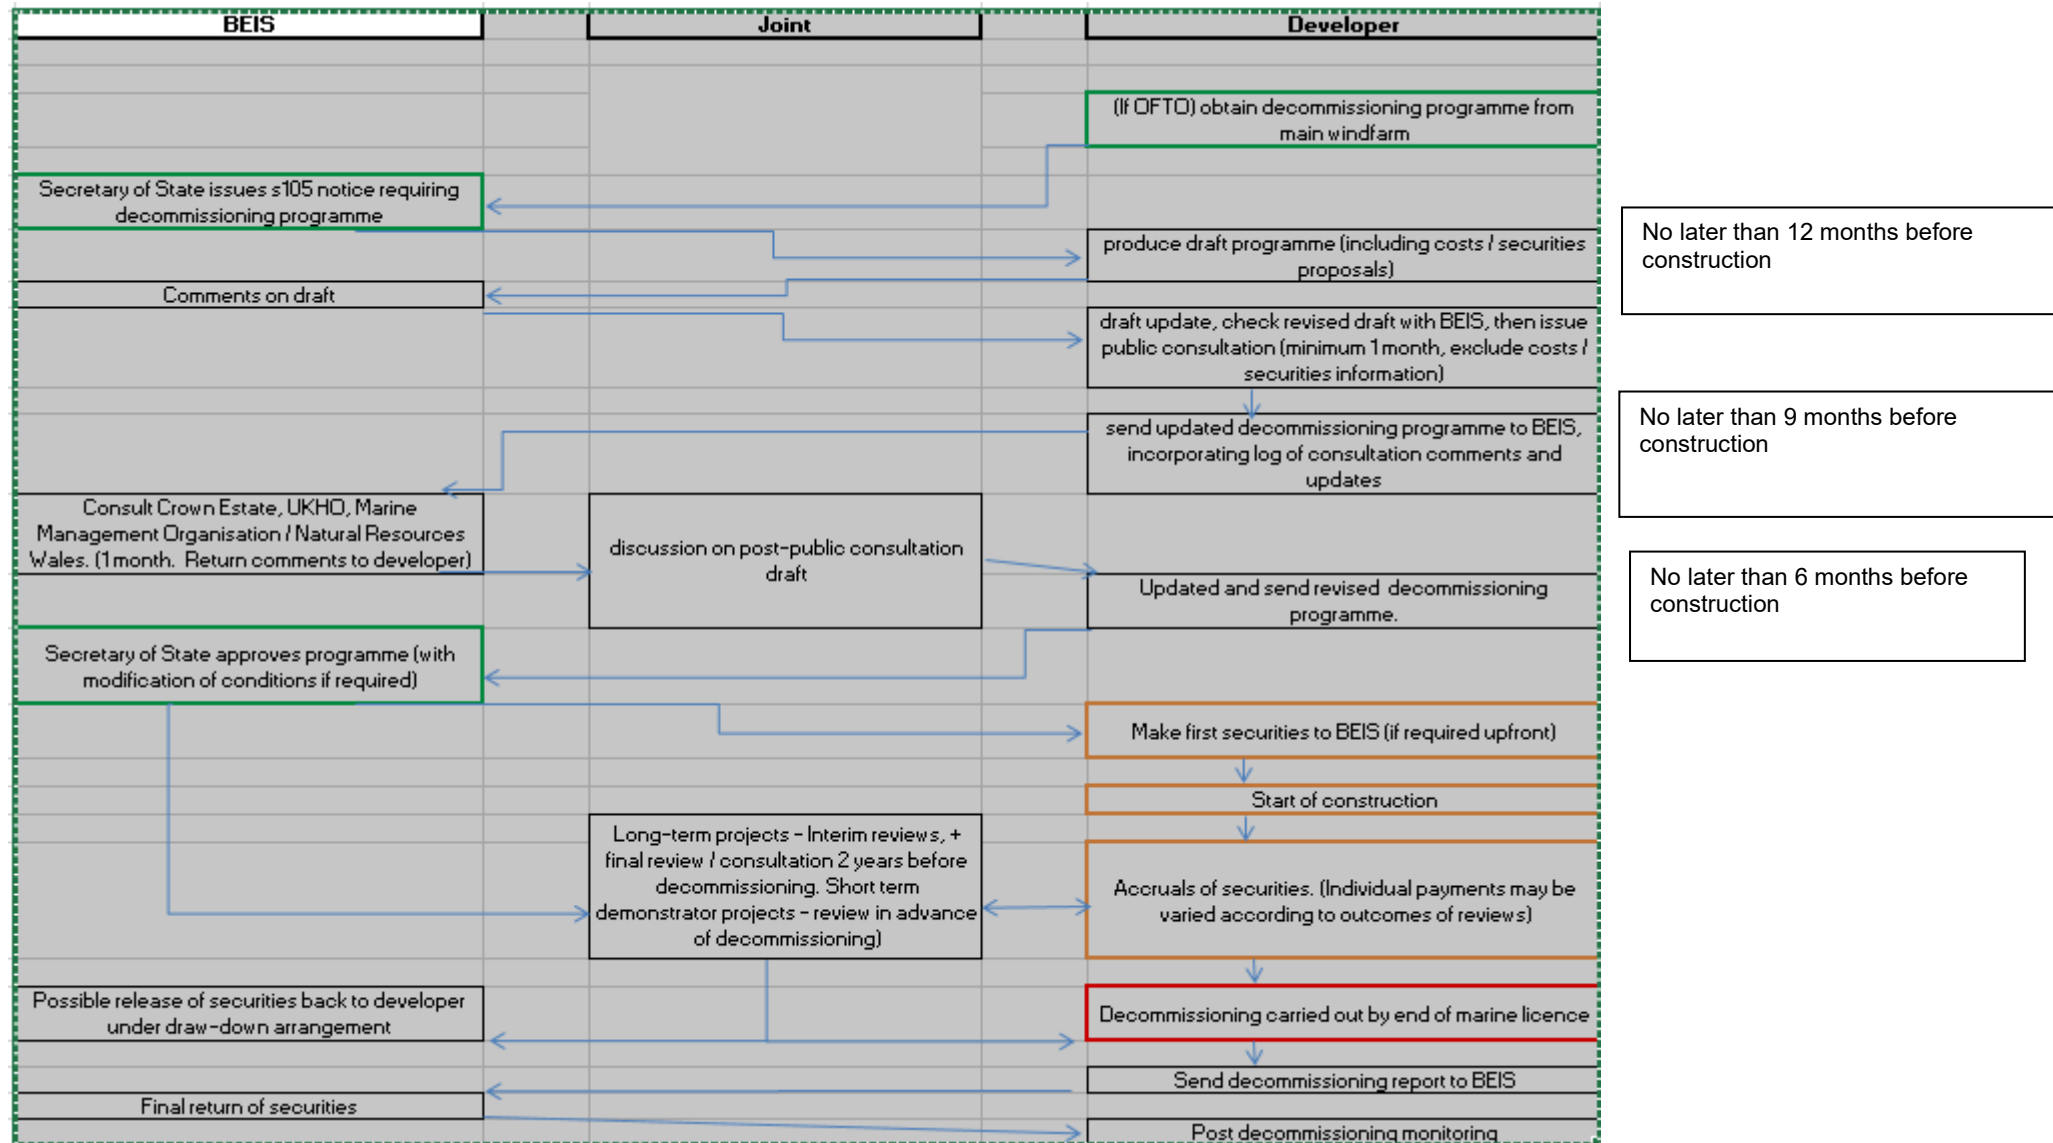 BEIS
Joint
Developer
(If OFTO) obtain decommissioning programme from
main windfarm
Secretary of State issues s105 notice requiring
decommissioning programme
No later than 12 months before
construction
produce draft programme (including costs / securities
proposals)
Comments on draft
draft update, check revised draft with BEIS, then issue
public consultation (minimum 1 month, exclude costs /
securities information)
No later than 9 months before
construction
send updated decommissioning programme to BEIS,
incorporating log of consultation comments and
updates
Consult Crown Estate, UKHO, Marine
Management Organisation / Natural Resources
Wales. (1 month. Return comments to developer)
discussion on post-public consultation
draft
No later than 6 months before
construction
Updated and send revised decommissioning
programme.
Secretary of State approves programme (with
modification of conditions if required)
Make first securities to BEIS (if required upfront)
Start of construction
Long-term projects - Interim reviews, +
final review / consultation 2 years before
decommissioning. Short term
demonstrator projects - review in advance
of decommissioning)
Accruals of securities. (Individual payments may be
varied according to outcomes of reviews)
Possible release of securities back to developer
under draw-down arrangement
Decommissioning carried out by end of marine licence
Send decommissioning report to BEIS
Final return of securities
Post decommissioning monitoring